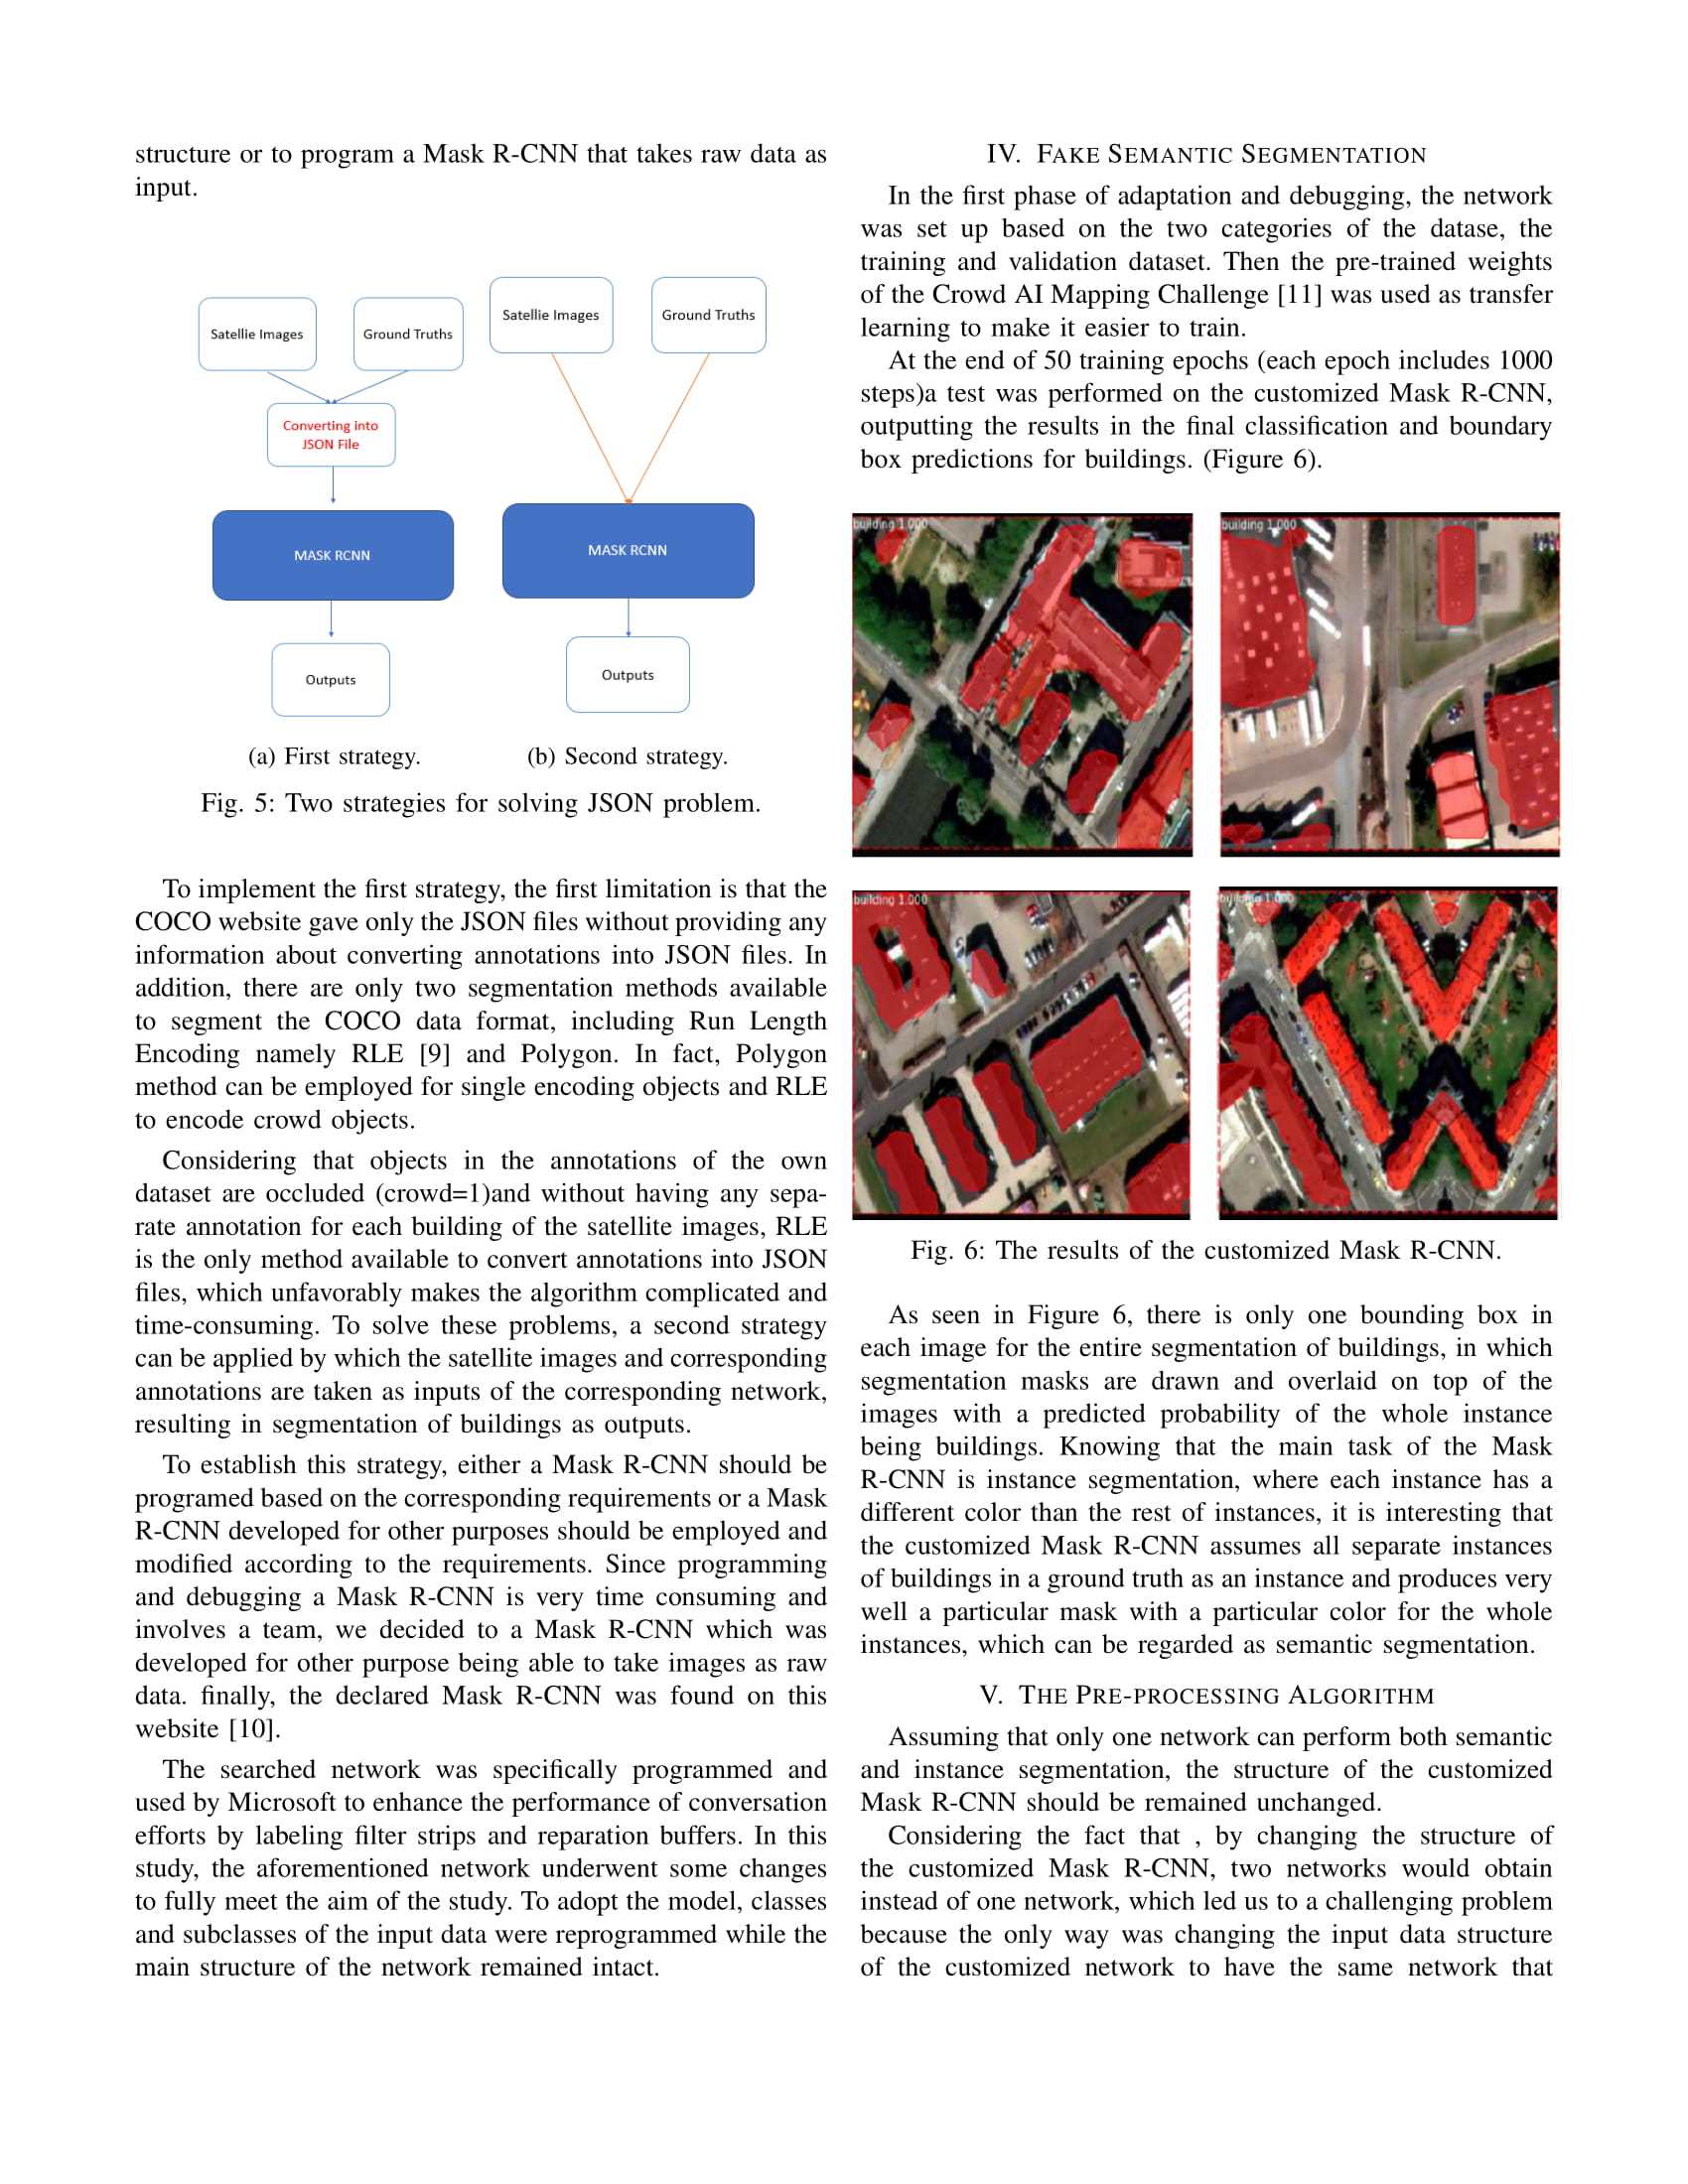 structure or to program a Mask R-CNN that takes raw data as
input.
Satellie Images
Ground Truths
Converting into
JSON File
MASK RCNN
Outputs
Satellie Images
Ground Truths
MASK RCNN
Outputs
(a) First strategy.
(b) Second strategy.
Fig. 5: Two strategies for solving JSON problem.
To implement the first strategy, the first limitation is that the
COCO website gave only the JSON files without providing any
information about converting annotations into JSON files. In
addition, there are only two segmentation methods available
to segment the COCO data format, including Run Length
Encoding namely RLE [9] and Polygon. In fact, Polygon
method can be employed for single encoding objects and RLE
to encode crowd objects.
Considering that objects in the annotations of the own
dataset are occluded (crowd=1)and without having any sepa-
rate annotation for each building of the satellite images, RLE
is the only method available to convert annotations into JSON
files, which unfavorably makes the algorithm complicated and
time-consuming. To solve these problems, a second strategy
can be applied by which the satellite images and corresponding
annotations are taken as inputs of the corresponding network,
resulting in segmentation of buildings as outputs.
To establish this strategy, either a Mask R-CNN should be
programed based on the corresponding requirements or a Mask
R-CNN developed for other purposes should be employed and
modified according to the requirements. Since programming
and debugging a Mask R-CNN is very time consuming and
involves a team, we decided to a Mask R-CNN which was
developed for other purpose being able to take images as raw
data. finally, the declared Mask R-CNN was found on this
website [10].
The searched network was specifically programmed and
used by Microsoft to enhance the performance of conversation
efforts by labeling filter strips and reparation buffers. In this
study, the aforementioned network underwent some changes
to fully meet the aim of the study. To adopt the model, classes
and subclasses of the input data were reprogrammed while the
main structure of the network remained intact.
IV. FAKE SEMANTIC SEGMENTATION
In the first phase of adaptation and debugging, the network
was set up based on the two categories of the datase, the
training and validation dataset. Then the pre-trained weights
of the Crowd AI Mapping Challenge [11] was used as transfer
learning to make it easier to train.
At the end of 50 training epochs (each epoch includes 1000
steps)a test was performed on the customized Mask R-CNN,
outputting the results in the final classification and boundary
box predictions for buildings. (Figure 6).
building 1.000
building 1.000
building 1.000
building 1.000
Fig. 6: The results of the customized Mask R-CNN.
As seen in Figure 6, there is only one bounding box in
each image for the entire segmentation of buildings, in which
segmentation masks are drawn and overlaid on top of the
images with a predicted probability of the whole instance
being buildings. Knowing that the main task of the Mask
R-CNN is instance segmentation, where each instance has a
different color than the rest of instances, it is interesting that
the customized Mask R-CNN assumes all separate instances
of buildings in a ground truth as an instance and produces very
well a particular mask with a particular color for the whole
instances, which can be regarded as semantic segmentation.
V. THE PRE-PROCESSING ALGORITHM
Assuming that only one network can perform both semantic
and instance segmentation, the structure of the customized
Mask R-CNN should be remained unchanged.
Considering the fact that , by changing the structure of
the customized Mask R-CNN, two networks would obtain
instead of one network, which led us to a challenging problem
because the only way was changing the input data structure
of the customized network to have the same network that